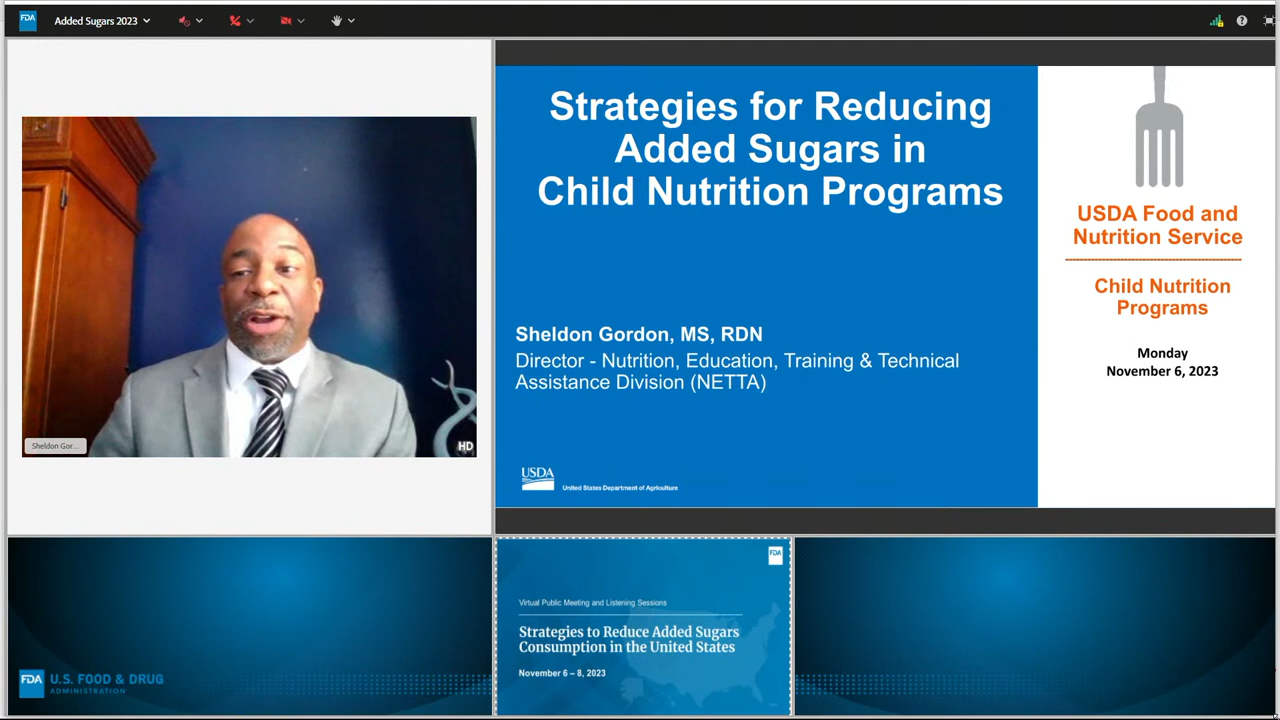 FDA
Added Sugars 2023
Sheldon Gor...
HD
Strategies for Reducing
Added Sugars in
Child Nutrition Programs
Sheldon Gordon, MS, RDN
Director - Nutrition, Education, Training & Technical
Assistance Division (NETTA)
USDA
United States Department of Agriculture
USDA Food and
Nutrition Service
Child Nutrition
Programs
Monday
November 6, 2023
FDA
U.S. FOOD & DRUG
ADMINISTRATION
FDA
Virtual Public Meeting and Listening Sessions
Strategies to Reduce Added Sugars
Consumption in the United States
November 6 – 8, 2023